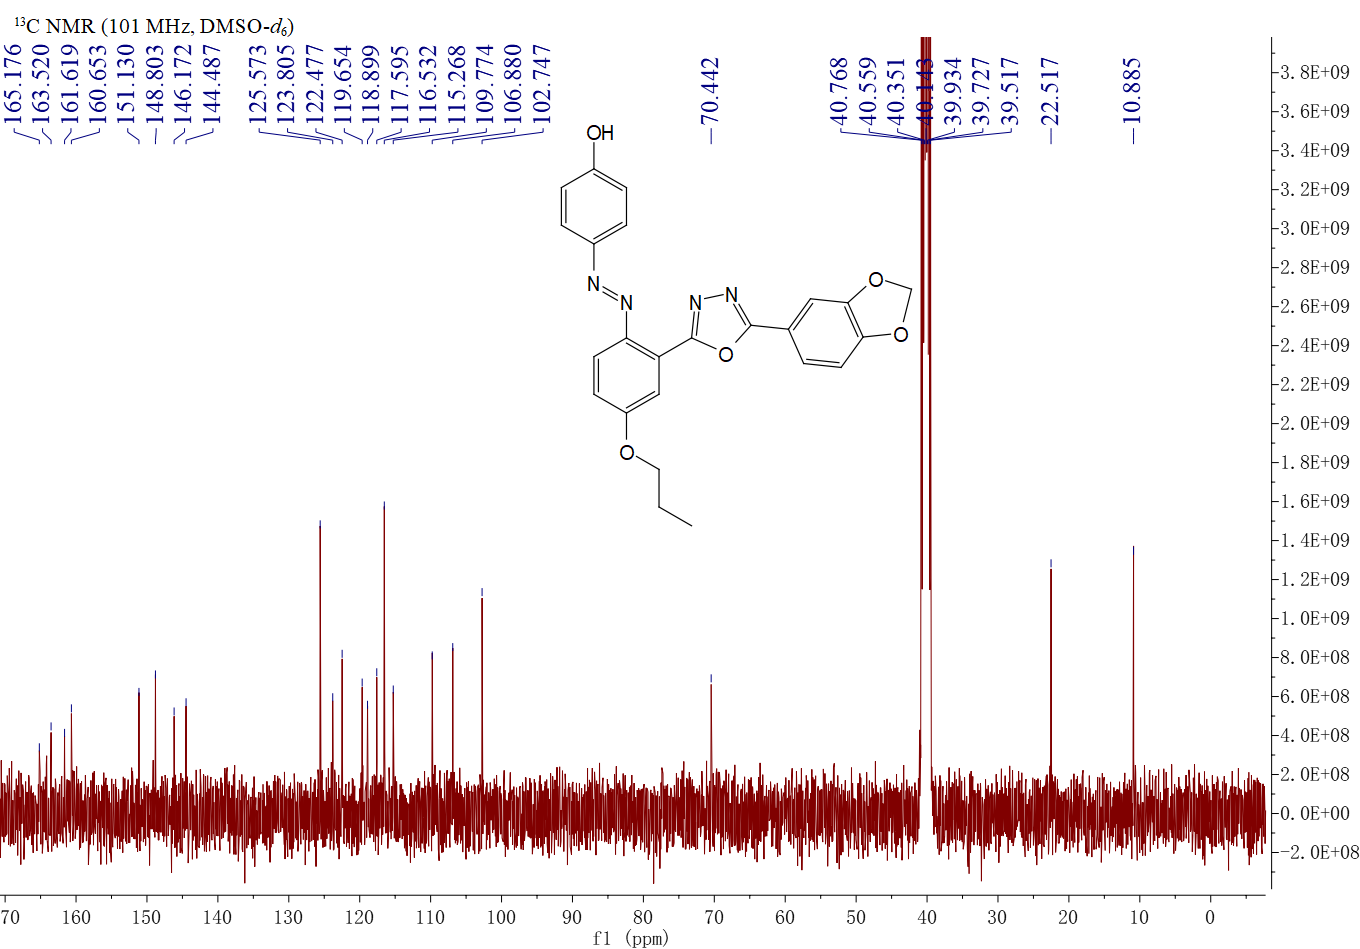 ¹³C NMR (101 MHz, DMSO-d₆)
165.176
163.520
161.619
160.653
151.130
148.803
146.172
144.487
125.573
123.805
122.477
119.654
118.899
117.595
116.532
115.268
109.774
106.880
102.747
70.442
40.768
40.559
40.351
40.143
39.934
39.727
39.517
22.517
10.885
OH
N
N
N
N
O
O
O
O
3.8E+09
3.6E+09
3.4E+09
3.2E+09
3.0E+09
2.8E+09
2.6E+09
2.4E+09
2.2E+09
2.0E+09
1.8E+09
1.6E+09
1.4E+09
1.2E+09
1.0E+09
8.0E+08
6.0E+08
4.0E+08
2.0E+08
0.0E+00
-2.0E+08
70 160 150 140 130 120 110 100 90 80 70 60 50 40 30 20 10 0
f1 (ppm)